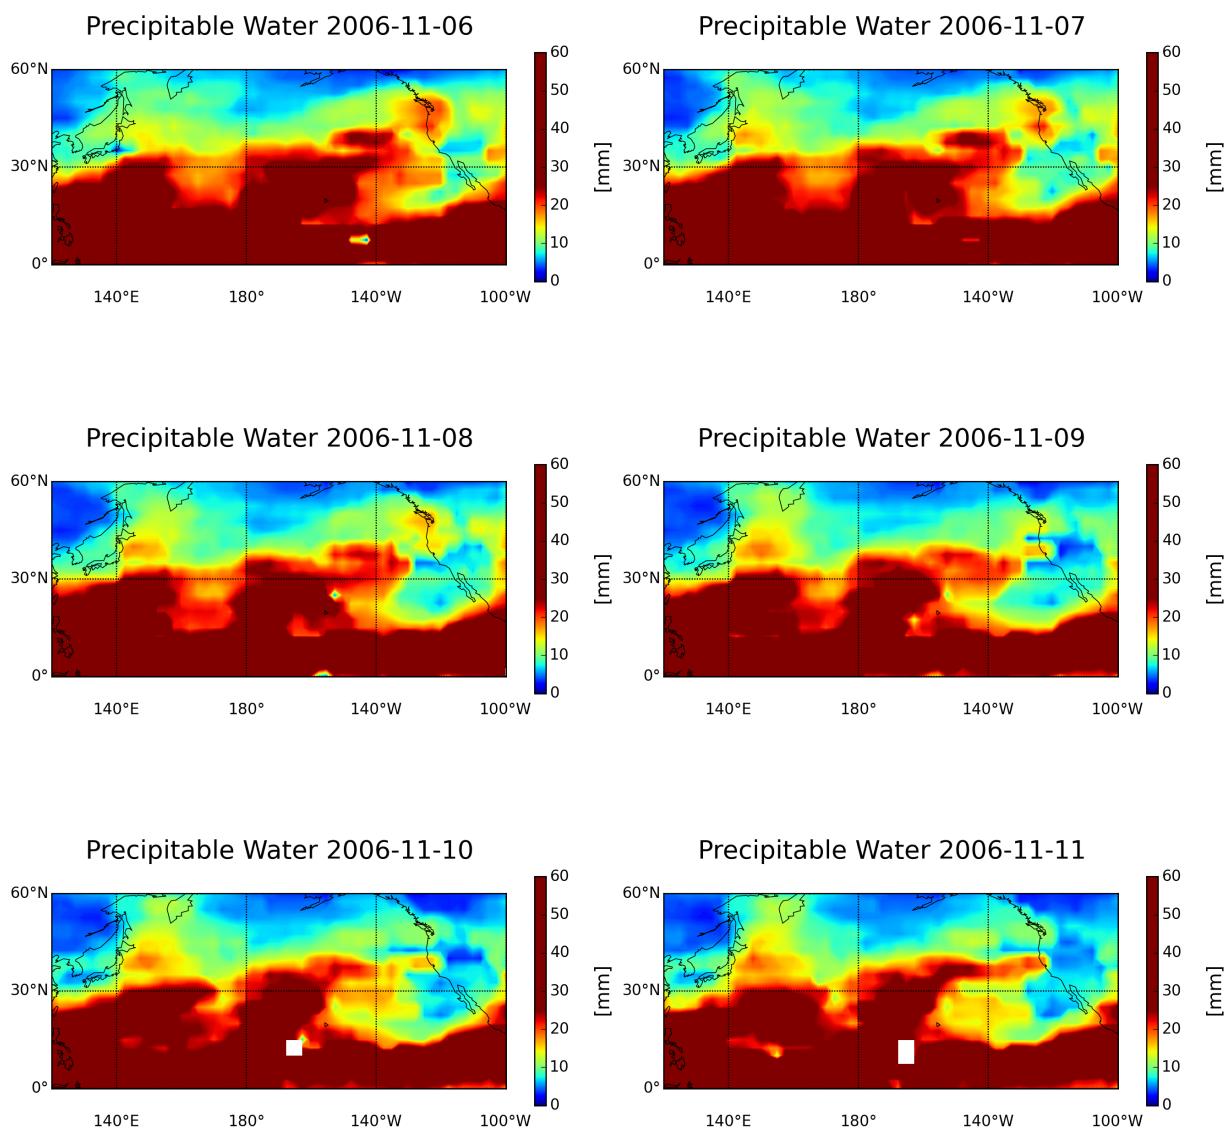 Precipitable Water 2006-11-06
60°N
30°N
0°
140°E 180° 140°W 100°W
60
50
40
30
20
10
0
[mm]
Precipitable Water 2006-11-07
60°N
30°N
0°
140°E 180° 140°W 100°W
60
50
40
30
20
10
0
[mm]
Precipitable Water 2006-11-08
60°N
30°N
0°
140°E 180° 140°W 100°W
60
50
40
30
20
10
0
[mm]
Precipitable Water 2006-11-09
60°N
30°N
0°
140°E 180° 140°W 100°W
60
50
40
30
20
10
0
[mm]
Precipitable Water 2006-11-10
60°N
30°N
0°
140°E 180° 140°W 100°W
60
50
40
30
20
10
0
[mm]
Precipitable Water 2006-11-11
60°N
30°N
0°
140°E 180° 140°W 100°W
60
50
40
30
20
10
0
[mm]